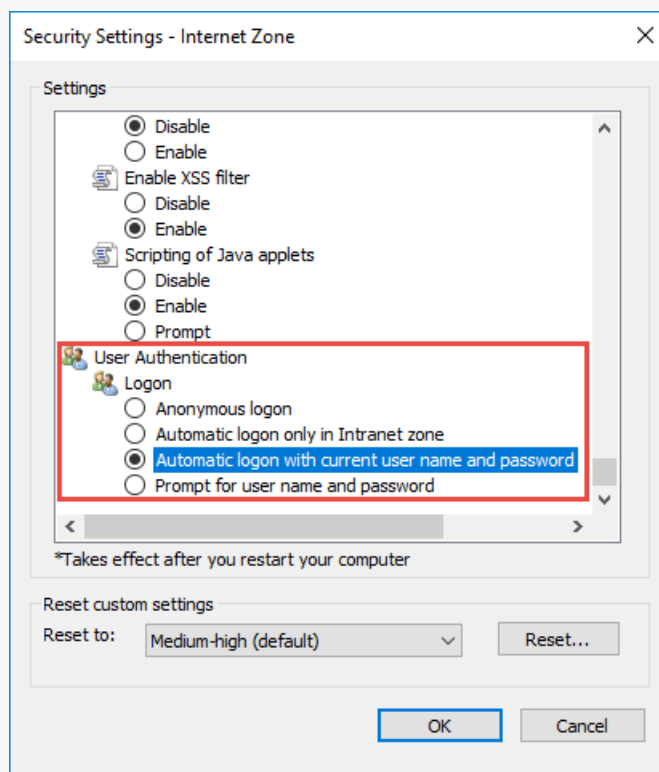 Security Settings - Internet Zone
Settings
Disable
Enable
Enable XSS filter
Disable
Enable
Scripting of Java applets
Disable
Enable
Prompt
User Authentication
Logon
Anonymous logon
Automatic logon only in Intranet zone
Automatic logon with current user name and password
Prompt for user name and password
*Takes effect after you restart your computer
Reset custom settings
Reset to:
Medium-high (default)
Reset...
OK
Cancel